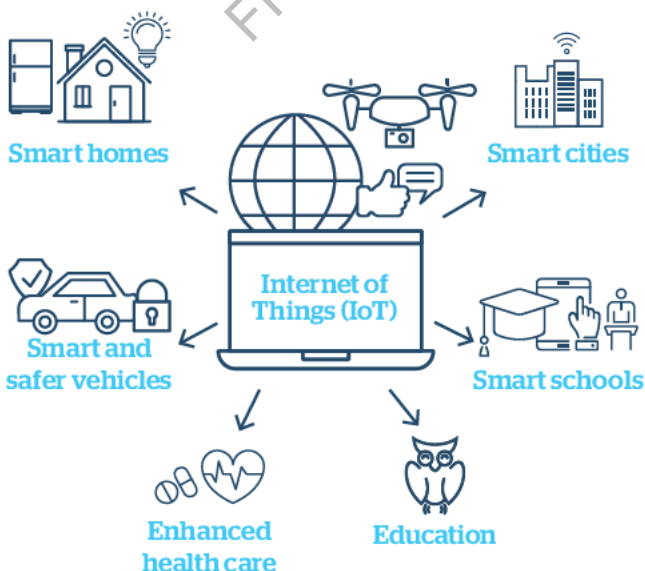 Smart homes
Smart cities
Internet of
Things (IoT)
Smart and
safer vehicles
Smart schools
Enhanced
health care
Education